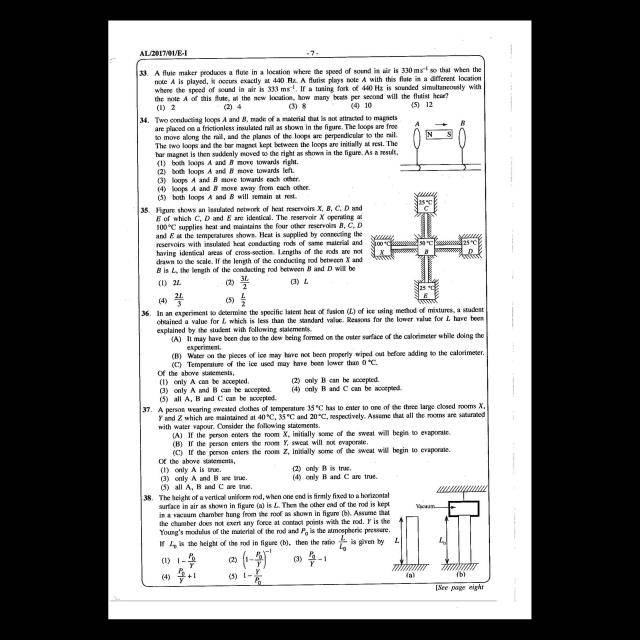 AL/2017/01/E-I
- 7 -
33. A flute maker produces a flute in a location where the speed of sound in air is 330 ms⁻¹ so that when the
note A is played, it occurs exactly at 440 Hz. A flutist plays note A with this flute in a different location
where the speed of sound in air is 333 ms⁻¹. If a tuning fork of 440 Hz is sounded simultaneously with
the note A of this flute, at the new location, how many beats per second will the flutist hear?
(1) 2 (2) 4 (3) 8 (4) 10 (5) 12
34. Two conducting loops A and B, made of a material that is not attracted to magnets
are placed on a frictionless insulated rail as shown in the figure. The loops are free
to move along the rail, and the planes of the loops are perpendicular to the rail.
The two loops and the bar magnet kept between the loops are initially at rest. The
bar magnet is then suddenly moved to the right as shown in the figure. As a result,
(1) both loops A and B move towards right.
(2) both loops A and B move towards left.
(3) loops A and B move towards each other.
(4) loops A and B move away from each other.
(5) both loops A and B will remain at rest.
A
B
N S
35. Figure shows an insulated network of heat reservoirs X, B, C, D and
E of which C, D and E are identical. The reservoir X operating at
100 °C supplies heat and maintains the four other reservoirs B, C, D
and E at the temperatures shown. Heat is supplied by connecting the
reservoirs with insulated heat conducting rods of same material and
having identical areas of cross-section. Lengths of the rods are not
drawn to the scale. If the length of the conducting rod between X and
B is L, the length of the conducting rod between B and D will be
(1) 2L (2) 3L/2 (3) L
(4) 2L/3 (5) L/2
25 °C
C
100 °C
X
50 °C
B
25 °C
D
25 °C
E
36. In an experiment to determine the specific latent heat of fusion (L) of ice using method of mixtures, a student
obtained a value for L which is less than the standard value. Reasons for the lower value for L have been
explained by the student with following statements.
(A) It may have been due to the dew being formed on the outer surface of the calorimeter while doing the
experiment.
(B) Water on the pieces of ice may have not been properly wiped out before adding to the calorimeter.
(C) Temperature of the ice used may have been lower than 0 °C.
Of the above statements,
(1) only A can be accepted. (2) only B can be accepted.
(3) only A and B can be accepted. (4) only B and C can be accepted.
(5) all A, B and C can be accepted.
37. A person wearing sweated clothes of temperature 35 °C has to enter to one of the three large closed rooms X,
Y and Z which are maintained at 40 °C, 35 °C and 20 °C, respectively. Assume that all the rooms are saturated
with water vapour. Consider the following statements.
(A) If the person enters the room X, initially some of the sweat will begin to evaporate.
(B) If the person enters the room Y, sweat will not evaporate.
(C) If the person enters the room Z, initially some of the sweat will begin to evaporate.
Of the above statements,
(1) only A is true. (2) only B is true.
(3) only A and B are true. (4) only B and C are true.
(5) all A, B and C are true.
38. The height of a vertical uniform rod, when one end is firmly fixed to a horizontal
surface in air as shown in figure (a) is L. Then the other end of the rod is kept
in a vacuum chamber hung from the roof as shown in figure (b). Assume that
the chamber does not exert any force at contact points with the rod. Y is the
Young's modulus of the material of the rod and P₀ is the atmospheric pressure.
If L₀ is the height of the rod in figure (b), then the ratio L/L₀ is given by
(1) 1 − P₀/Y (2) (1 − P₀/Y)⁻¹ (3) P₀/Y − 1
(4) P₀/Y + 1 (5) 1 − Y/P₀
Vacuum
L
L₀
(a)
(b)
[See page eight